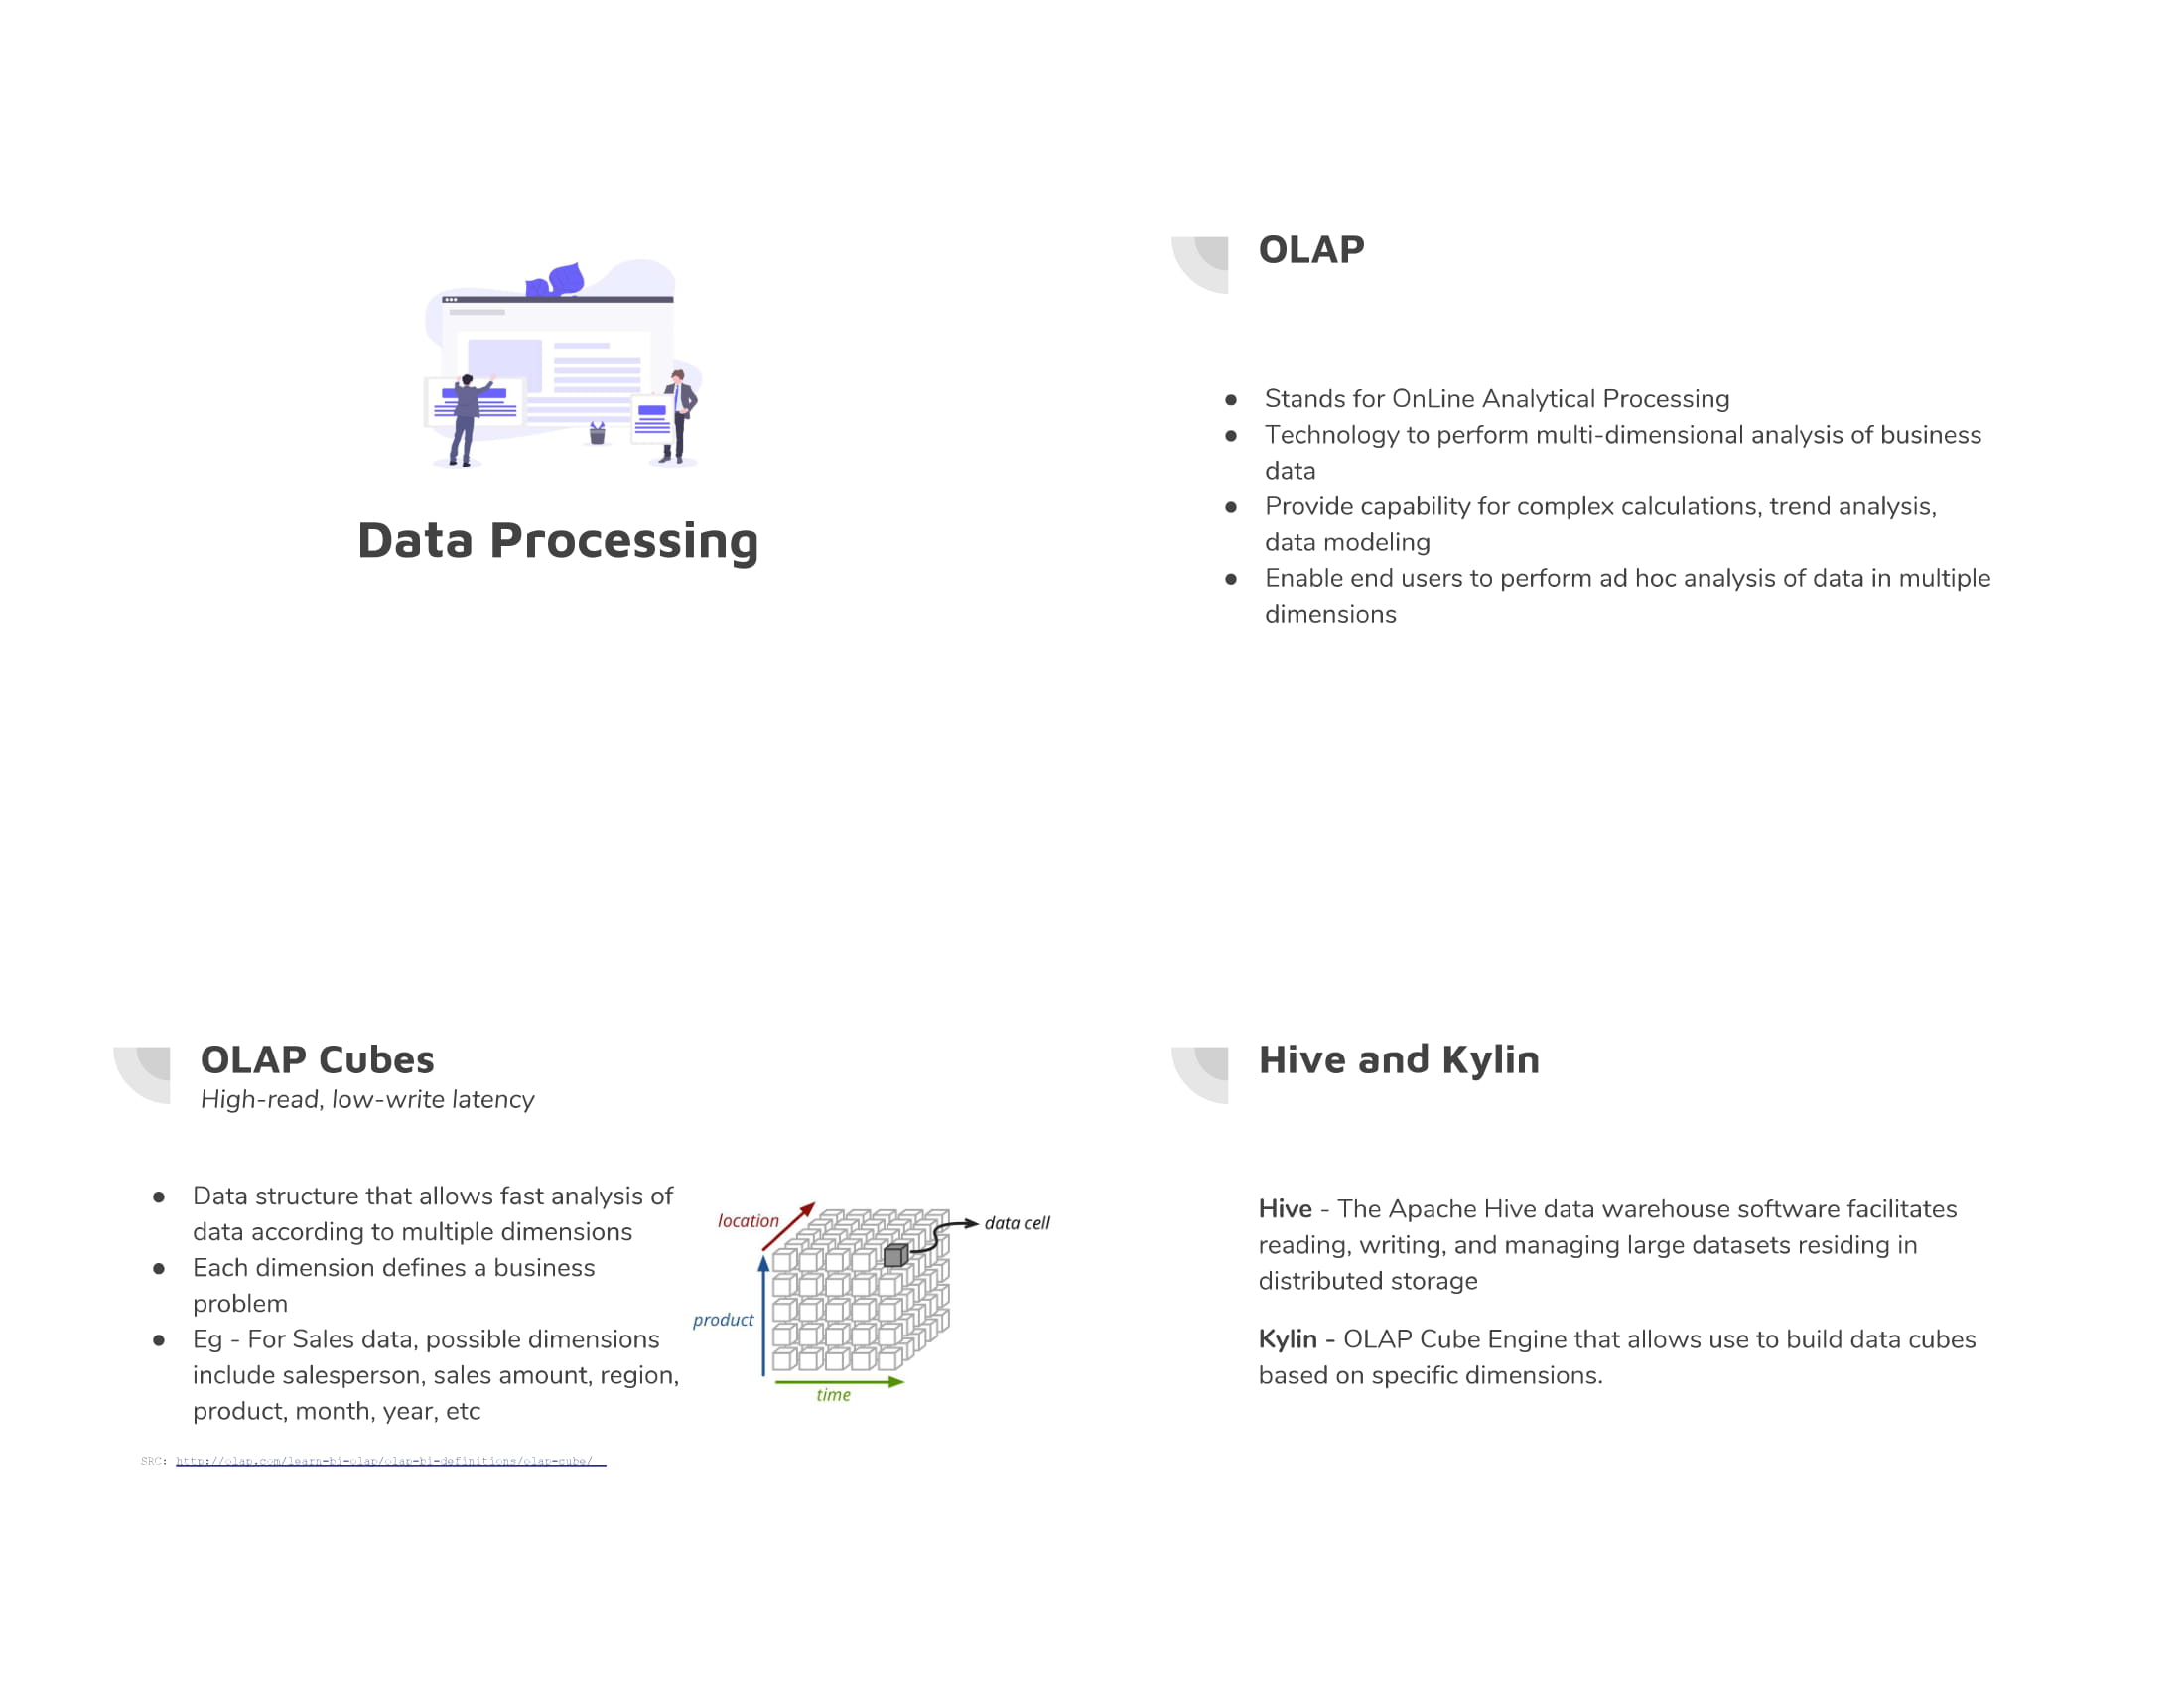 Data Processing
OLAP
● Stands for OnLine Analytical Processing
● Technology to perform multi-dimensional analysis of business
data
● Provide capability for complex calculations, trend analysis,
data modeling
● Enable end users to perform ad hoc analysis of data in multiple
dimensions
OLAP Cubes
High-read, low-write latency
● Data structure that allows fast analysis of
data according to multiple dimensions
● Each dimension defines a business
problem
● Eg - For Sales data, possible dimensions
include salesperson, sales amount, region,
product, month, year, etc
location
data cell
product
time
SRC: http://olap.com/learn-bi-olap/olap-bi-definitions/olap-cube/
Hive and Kylin
Hive - The Apache Hive data warehouse software facilitates
reading, writing, and managing large datasets residing in
distributed storage
Kylin - OLAP Cube Engine that allows use to build data cubes
based on specific dimensions.